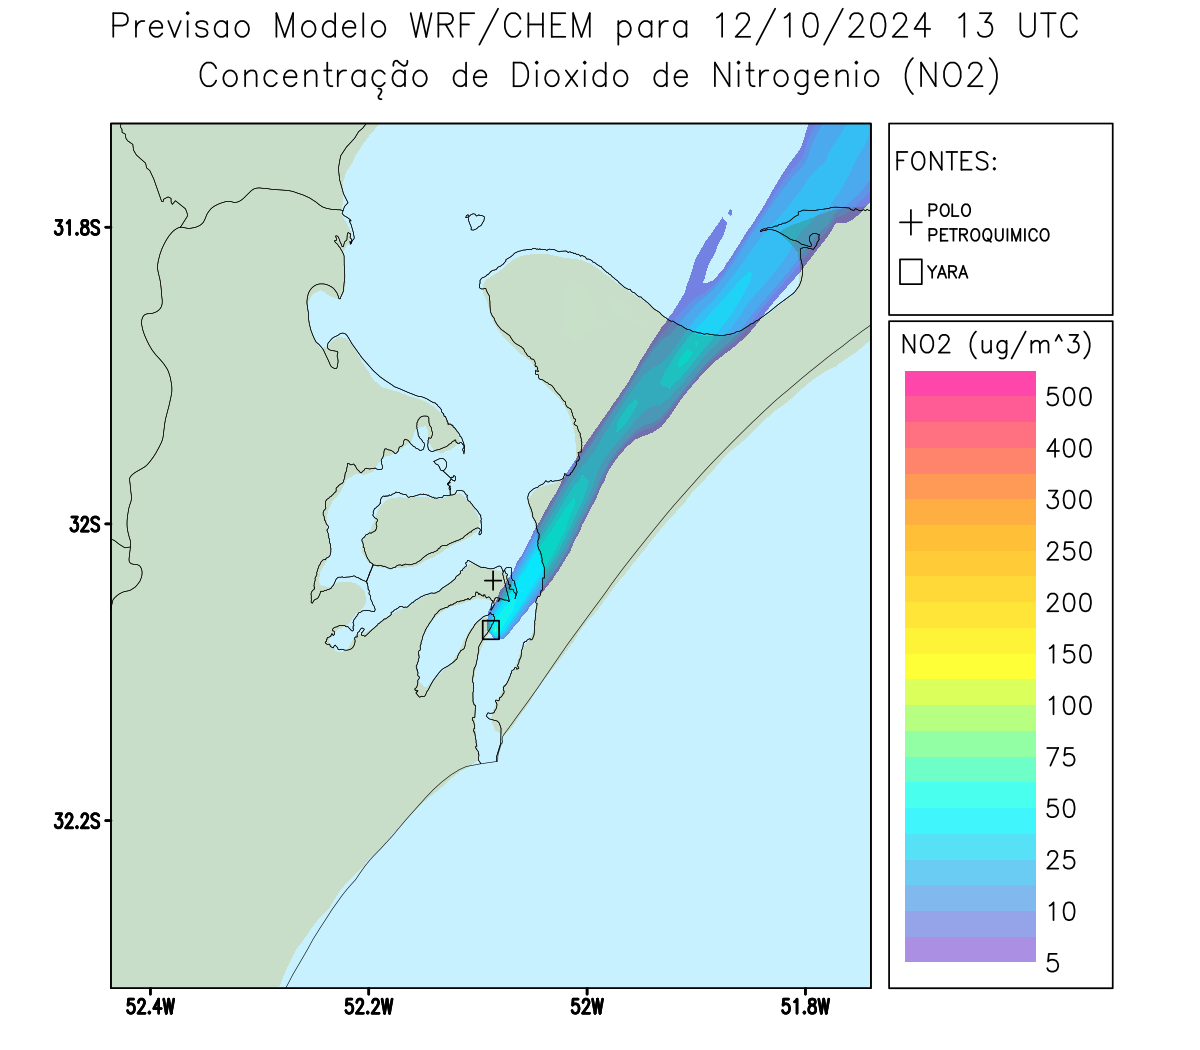 Previsao Modelo WRF/CHEM para 12/10/2024 13 UTC
Concentração de Dioxido de Nitrogenio (NO2)
FONTES:
POLO
PETROQUIMICO
YARA
NO2 (ug/m^3)
500
400
300
250
200
150
100
75
50
25
10
5
31.8S
32S
32.2S
52.4W
52.2W
52W
51.8W